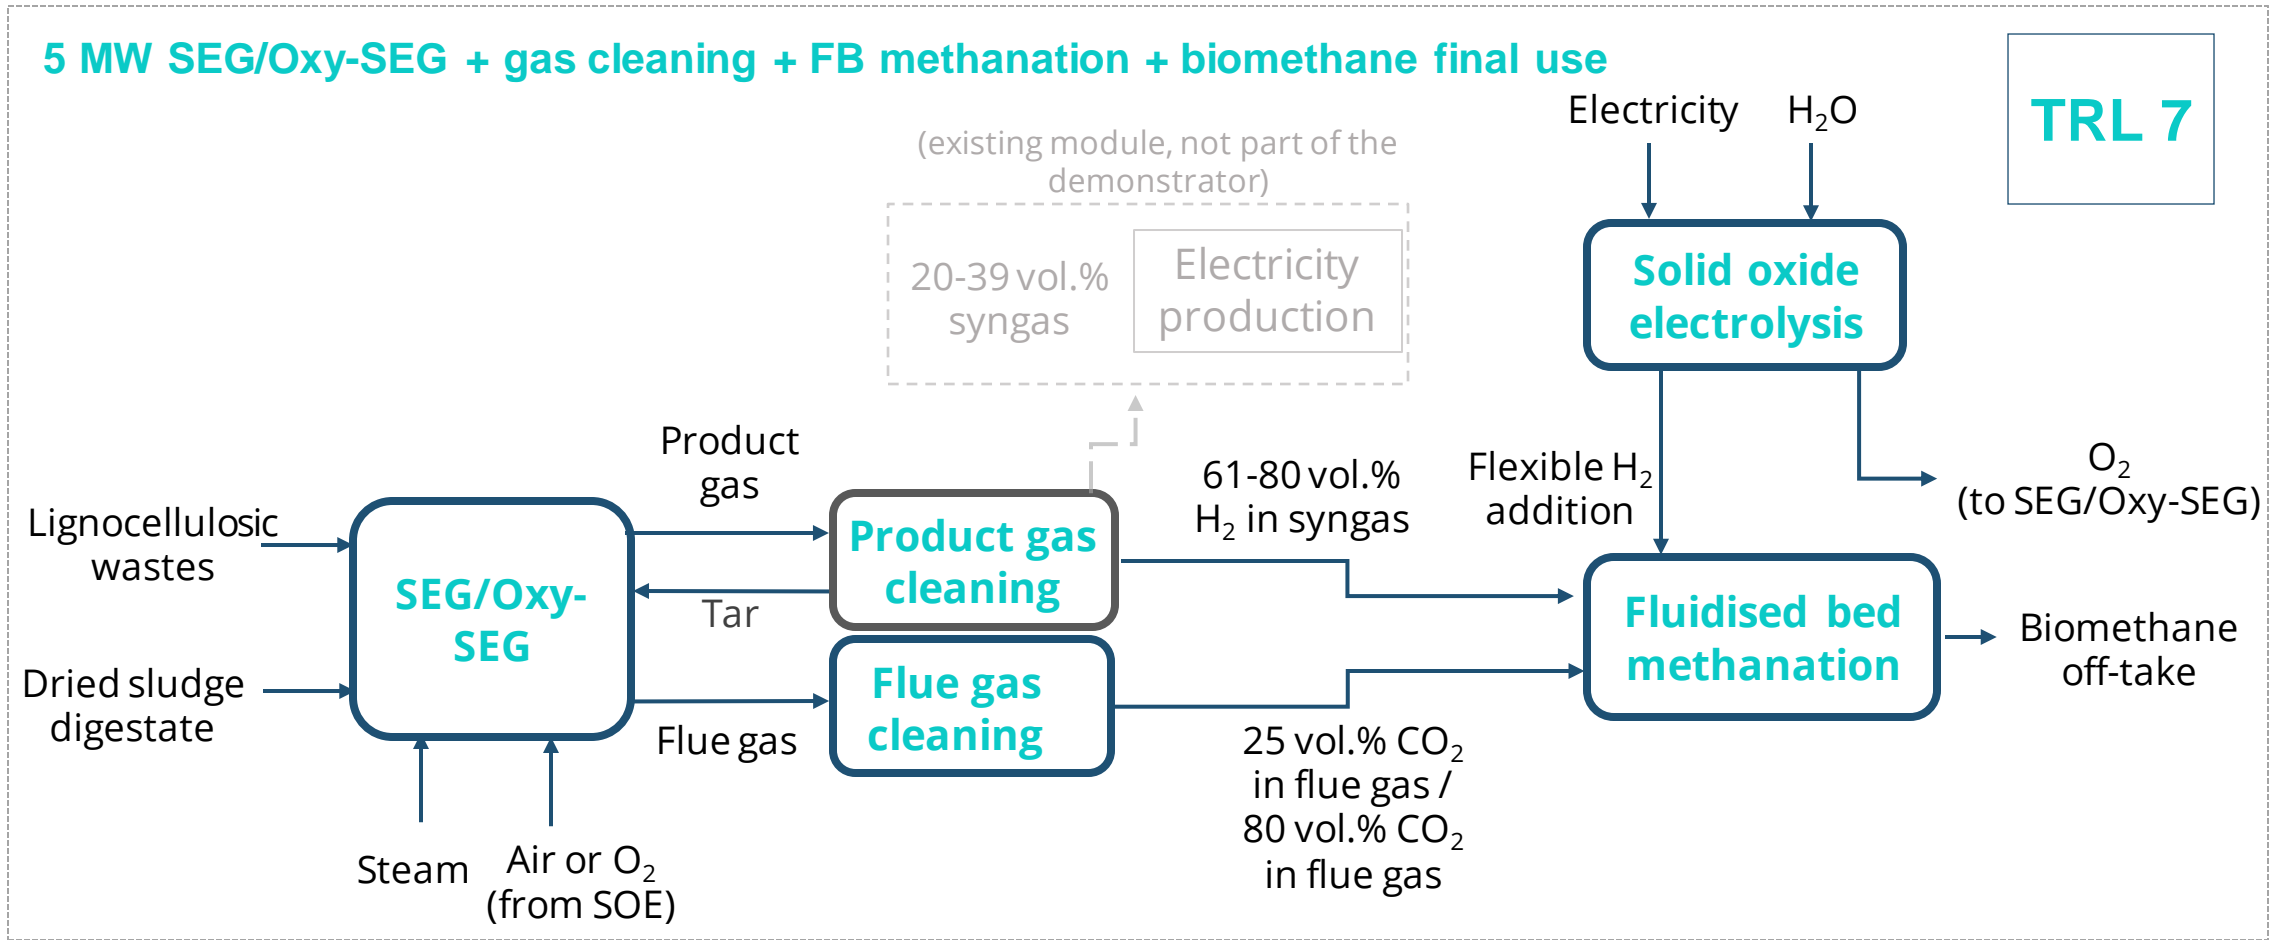 5 MW SEG/Oxy-SEG + gas cleaning + FB methanation + biomethane final use
TRL 7
Electricity
H₂O
(existing module, not part of the
demonstrator)
20-39 vol.%
syngas
Electricity
production
Solid oxide
electrolysis
Product
gas
61-80 vol.%
H₂ in syngas
Flexible H₂
addition
O₂
(to SEG/Oxy-SEG)
Lignocellulosic
wastes
SEG/Oxy-
SEG
Product gas
cleaning
Tar
Fluidised bed
methanation
Biomethane
off-take
Dried sludge
digestate
Flue gas
Flue gas
cleaning
25 vol.% CO₂
in flue gas /
80 vol.% CO₂
in flue gas
Steam
Air or O₂
(from SOE)